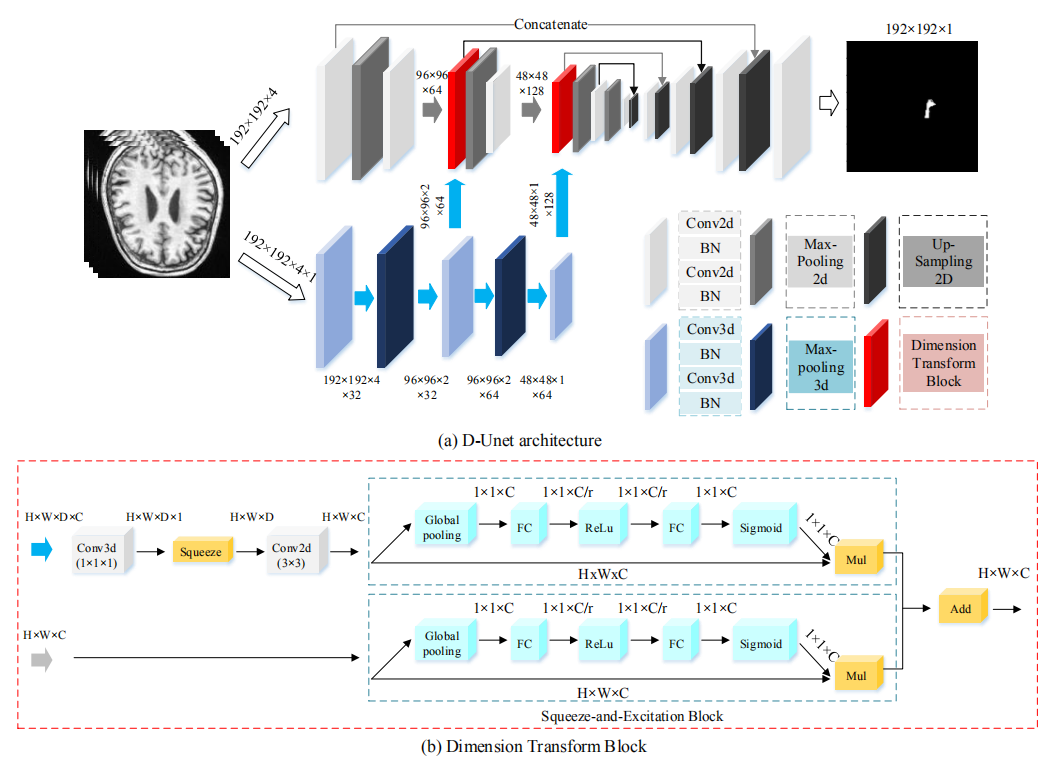 Concatenate
192×192×1
192×192×4
96×96
×64
48×48
×128
96×96×2
×64
48×48×1
×128
192×192×4×1
192×192×4
×32
96×96×2
×32
96×96×2
×64
48×48×1
×64
Conv2d
BN
Conv2d
BN
Max-
Pooling
2d
Up-
Sampling
2D
Conv3d
BN
Conv3d
BN
Max-
pooling
3d
Dimension
Transform
Block
(a) D-Unet architecture
H×W×D×C
Conv3d
(1×1×1)
H×W×D×1
Squeeze
H×W×D
Conv2d
(3×3)
H×W×C
Global
pooling
1×1×C
FC
1×1×C/r
ReLu
1×1×C/r
FC
1×1×C
Sigmoid
1×1×C
Mul
HxWxC
H×W×C
Global
pooling
1×1×C
FC
1×1×C/r
ReLu
1×1×C/r
FC
1×1×C
Sigmoid
1×1×C
Mul
H×W×C
Add
H×W×C
Squeeze-and-Excitation Block
(b) Dimension Transform Block